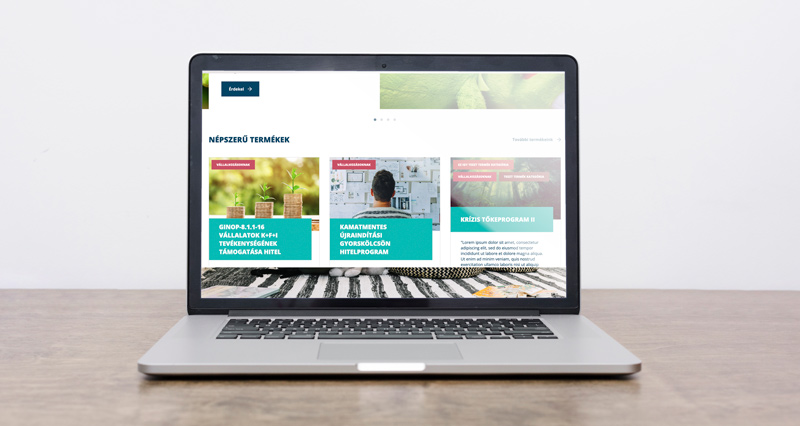 Érdekel
NÉPSZERŰ TERMÉKEK
További termékeink
VÁLLALKOZÁSOKNAK
VÁLLALKOZÁSOKNAK
VÁLLALKOZÁSOKNAK
GINOP-8.1.1-16
VÁLLALATOK K+F+I
TEVÉKENYSÉGÉNEK
TÁMOGATÁSA HITEL
KAMATMENTES
ÚJRAINDÍTÁSI
GYORSKÖLCSÖN
HITELPROGRAM
KRÍZIS TŐKEPROGRAM II
"Lorem ipsum dolor sit amet, consectetur
adipiscing elit, sed do eiusmod tempor
incididunt ut labore et dolore magna aliqua.
Ut enim ad minim veniam, quis nostrud
exercitation ullamco laboris nisi ut aliquip